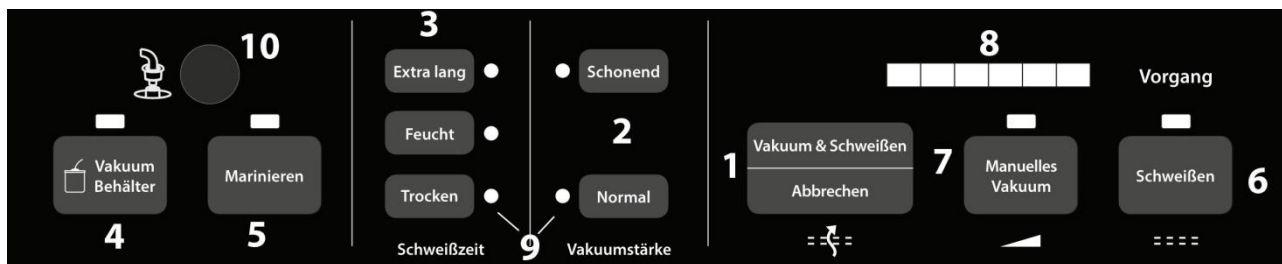 10
Vakuum
Behälter
Marinieren
4
5
3
Extra lang
Feucht
Trocken
Schweißzeit
9
Schonend
2
Normal
Vakuumstärke
8
Vorgang
1
Vakuum & Schweißen
Abbrechen
7
Manuelles
Vakuum
Schweißen
6